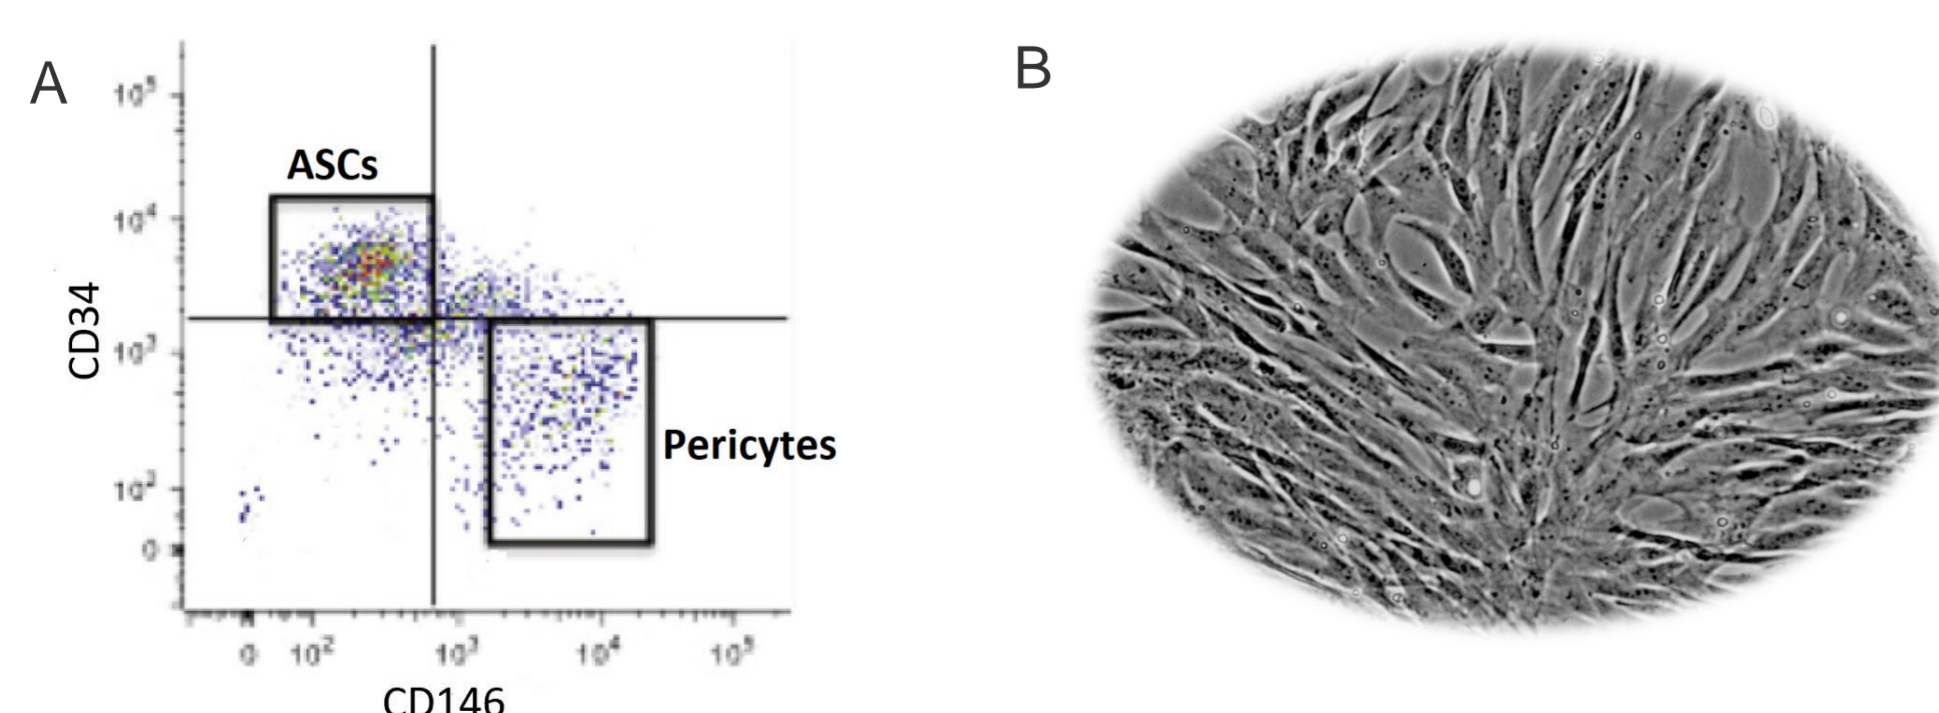 A
B
10⁵
ASCs
10⁴
CD34
10³
Pericytes
10²
0
0 10² 10³ 10⁴ 10⁵
CD146